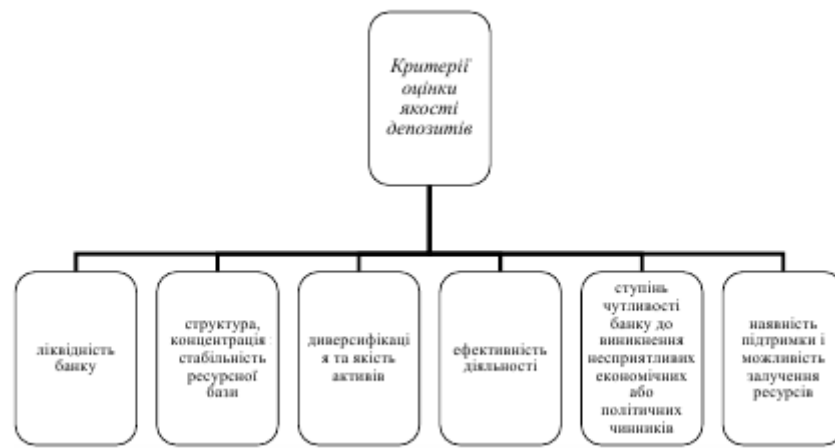 Критерії
оцінки
якості
депозитів
ліквідність
банку
структура,
концентрація
стабільність
ресурсної
бази
диверсифікаці
я та якість
активів
ефективність
діяльності
ступінь
чутливості
банку до
виникнення
несприятливих
економічних
або
політичних
чинників
наявність
підтримки і
можливість
залучення
ресурсів